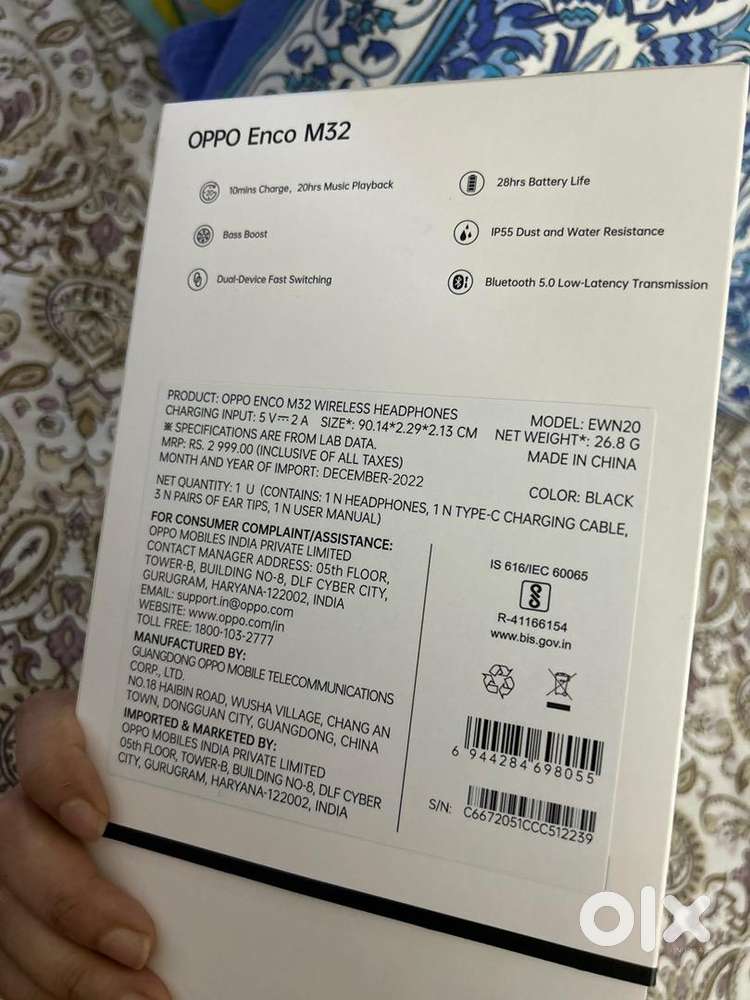 OPPO Enco M32
10mins Charge, 20hrs Music Playback
28hrs Battery Life
Bass Boost
IP55 Dust and Water Resistance
Dual-Device Fast Switching
Bluetooth 5.0 Low-Latency Transmission
PRODUCT: OPPO ENCO M32 WIRELESS HEADPHONES
MODEL: EWN20
CHARGING INPUT: 5 V⎓2 A SIZE*: 90.14*2.29*2.13 CM
NET WEIGHT*: 26.8 G
※ SPECIFICATIONS ARE FROM LAB DATA.
MADE IN CHINA
MRP: RS. 2 999.00 (INCLUSIVE OF ALL TAXES)
MONTH AND YEAR OF IMPORT: DECEMBER-2022
COLOR: BLACK
NET QUANTITY: 1 U (CONTAINS: 1 N HEADPHONES, 1 N TYPE-C CHARGING CABLE,
3 N PAIRS OF EAR TIPS, 1 N USER MANUAL)
FOR CONSUMER COMPLAINT/ASSISTANCE:
OPPO MOBILES INDIA PRIVATE LIMITED
CONTACT MANAGER ADDRESS: 05th FLOOR,
TOWER-B, BUILDING NO-8, DLF CYBER CITY,
GURUGRAM, HARYANA-122002, INDIA
EMAIL: support.in@oppo.com
WEBSITE: www.oppo.com/in
TOLL FREE: 1800-103-2777
MANUFACTURED BY:
GUANGDONG OPPO MOBILE TELECOMMUNICATIONS
CORP., LTD.
NO.18 HAIBIN ROAD, WUSHA VILLAGE, CHANG AN
TOWN, DONGGUAN CITY, GUANGDONG, CHINA
IMPORTED & MARKETED BY:
OPPO MOBILES INDIA PRIVATE LIMITED
05th FLOOR, TOWER-B, BUILDING NO-8, DLF CYBER
CITY, GURUGRAM, HARYANA-122002, INDIA
IS 616/IEC 60065
R-41166154
www.bis.gov.in
6 944284 698055
S/N:
C6672051CCC512239
olx